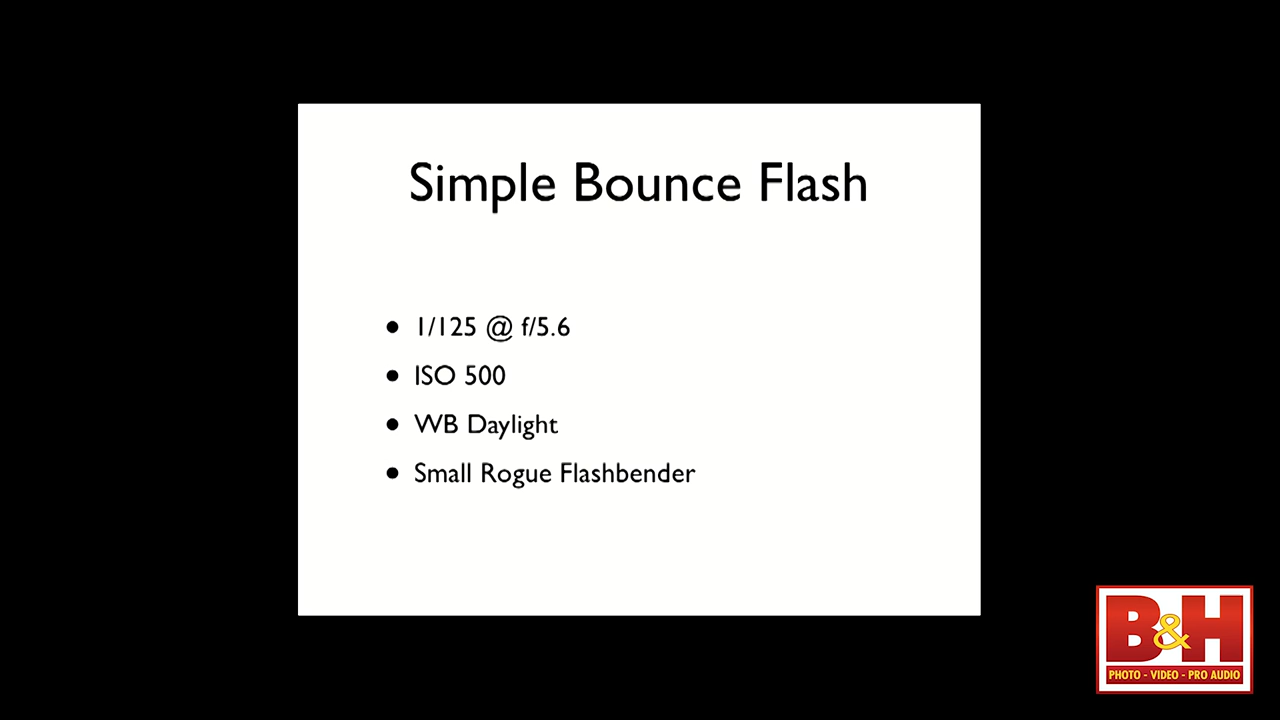 Simple Bounce Flash
• 1/125 @ f/5.6
• ISO 500
• WB Daylight
• Small Rogue Flashbender
B&H
PHOTO - VIDEO - PRO AUDIO